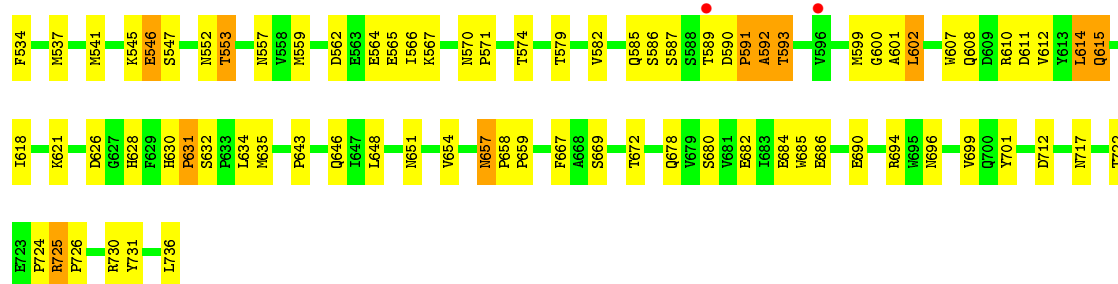 F534 M537 M541 K545 E546 S547 N552 T553 N557 V558 M559 D562 E563 E564 E565 I566 K567 N570 P571 T574 T579 V582 Q585 S586 S587 S588 T589 D590 P591 A592 T593 V596 M599 G600 A601 L602 W607 Q608 D609 R610 D611 V612 Y613 L614 Q615
I618 K621 D626 G627 H628 F629 H630 P631 S632 P633 L634 M635 P643 Q646 I647 L648 N651 V654 N657 P658 P659 F667 A668 S669 T672 Q678 V679 S680 V681 E682 I683 E684 W685 E686 E690 R694 W695 N696 V699 Q700 Y701 D712 N717 T722
E723 P724 R725 P726 R730 Y731 L736